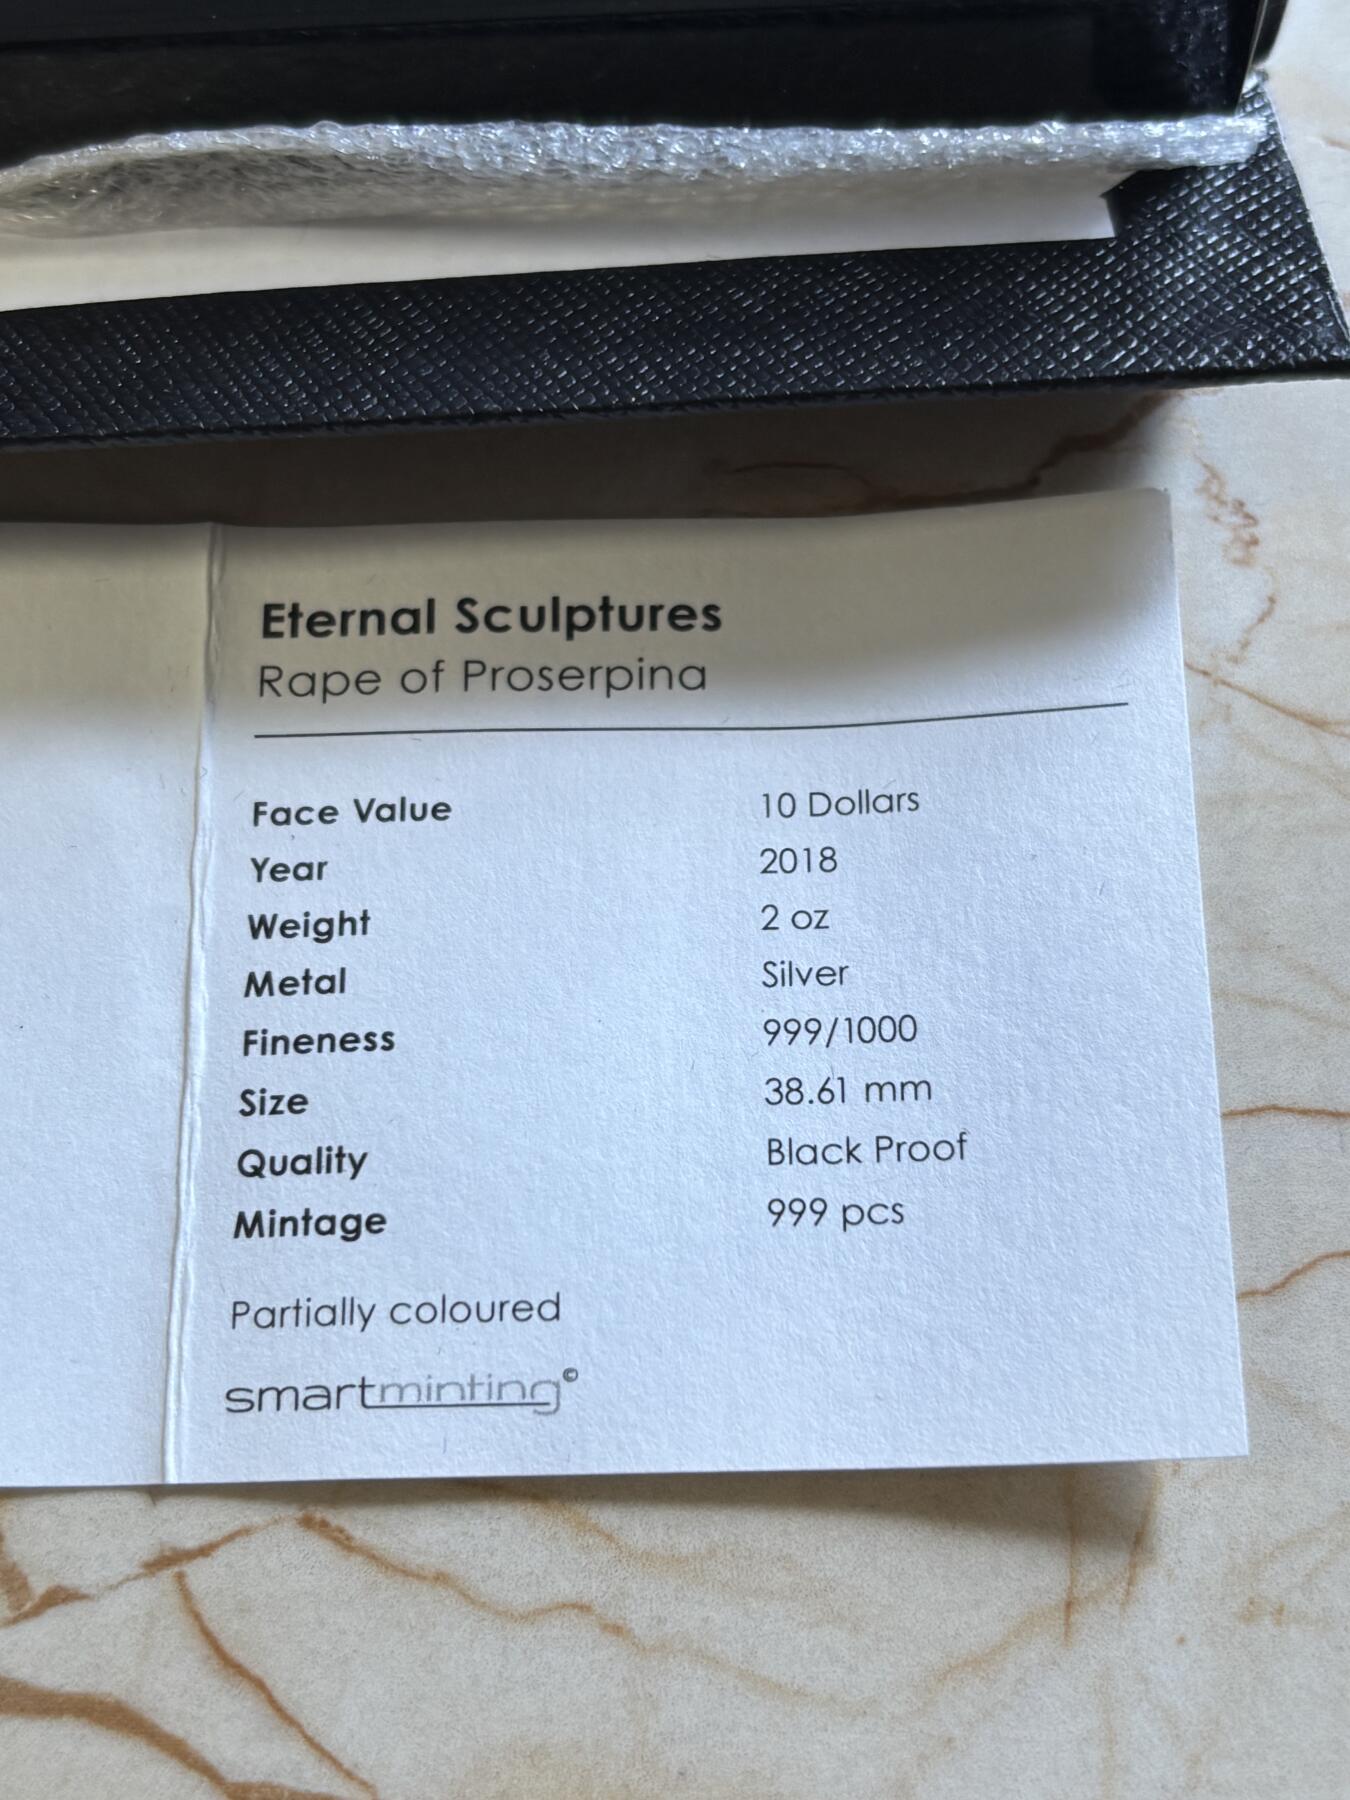 Eternal Sculptures
Rape of Proserpina
Face Value 10 Dollars
Year 2018
Weight 2 oz
Metal Silver
Fineness 999/1000
Size 38.61 mm
Quality Black Proof
Mintage 999 pcs
Partially coloured
smartminting©